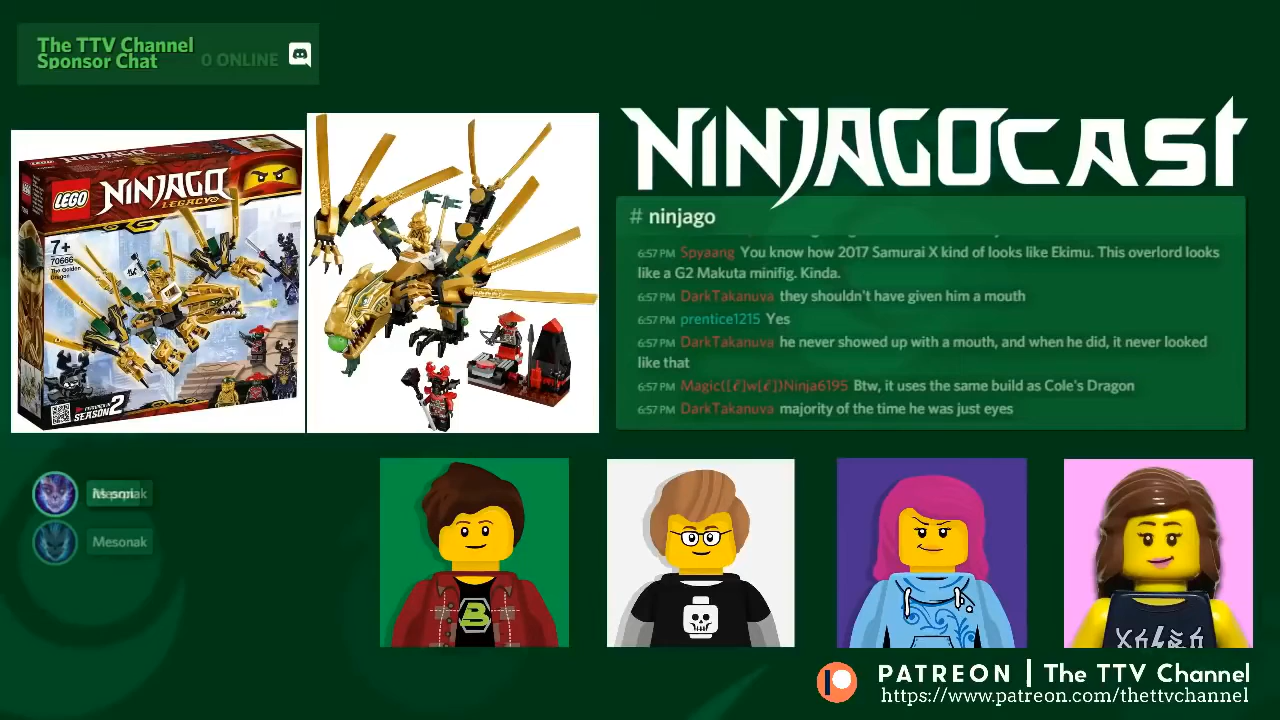 The TTV Channel
Sponsor Chat
0 ONLINE
NINJAGOCAST
# ninjago
6:57 PM Spyaang You know how 2017 Samurai X kind of looks like Ekimu. This overlord looks
like a G2 Makuta minifig. Kinda.
6:57 PM DarkTakanuva they shouldn't have given him a mouth
6:57 PM prentice1215 Yes
6:57 PM DarkTakanuva he never showed up with a mouth, and when he did, it never looked
like that
6:57 PM Magic([ℰ]w[ℰ])Ninja6195 Btw, it uses the same build as Cole's Dragon
6:57 PM DarkTakanuva majority of the time he was just eyes
LEGO
LEGO
NINJAGO
LEGACY
7+
70666
The Golden
Dragon
SEASON 2
Mesonak
B
PATREON | The TTV Channel
https://www.patreon.com/thettvchannel